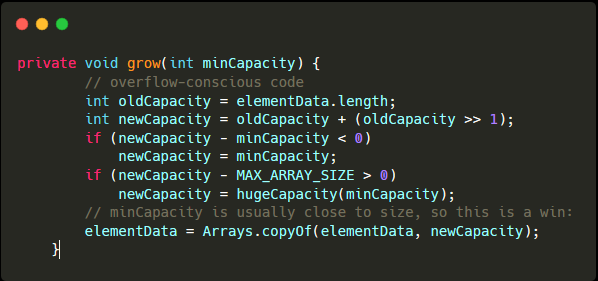 private void grow(int minCapacity) {
        // overflow-conscious code
        int oldCapacity = elementData.length;
        int newCapacity = oldCapacity + (oldCapacity >> 1);
        if (newCapacity - minCapacity < 0)
            newCapacity = minCapacity;
        if (newCapacity - MAX_ARRAY_SIZE > 0)
            newCapacity = hugeCapacity(minCapacity);
        // minCapacity is usually close to size, so this is a win:
        elementData = Arrays.copyOf(elementData, newCapacity);
    }